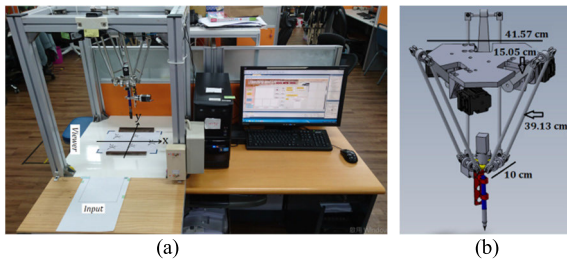 Viewer
Y
X
Input
(a)
41.57 cm
15.05 cm
39.13 cm
10 cm
(b)